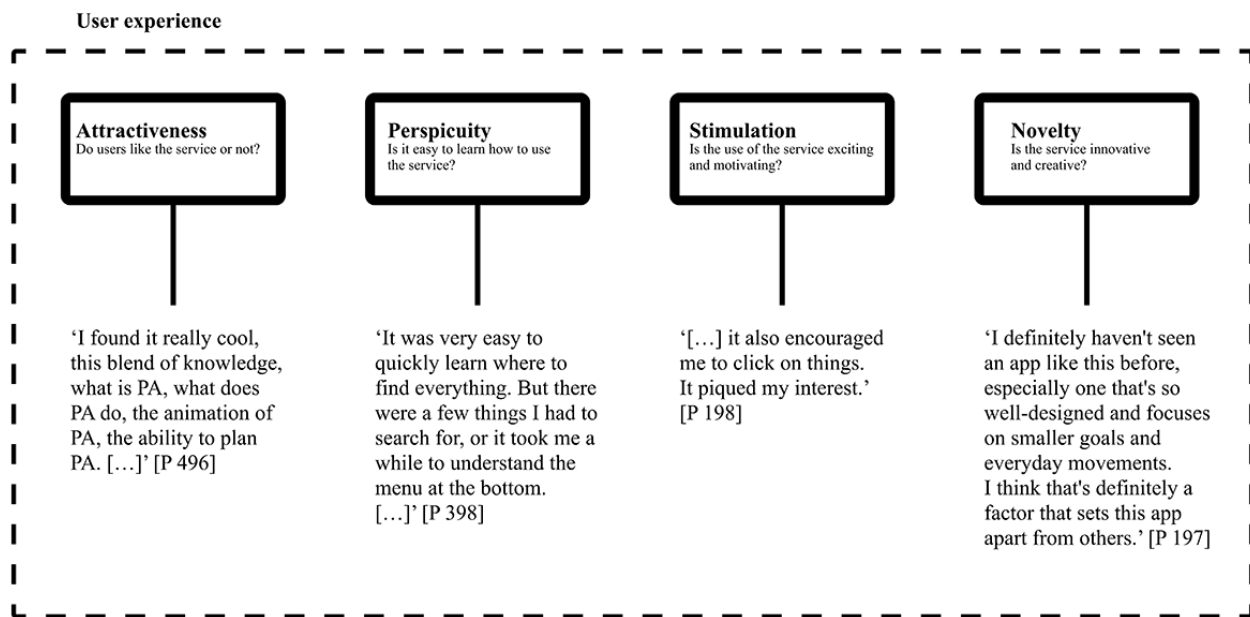 User experience
Attractiveness
Do users like the service or not?
Perspicuity
Is it easy to learn how to use
the service?
Stimulation
Is the use of the service exciting
and motivating?
Novelty
Is the service innovative
and creative?
‘I found it really cool,
this blend of knowledge,
what is PA, what does
PA do, the animation of
PA, the ability to plan
PA. […]’ [P 496]
‘It was very easy to
quickly learn where to
find everything. But there
were a few things I had to
search for, or it took me a
while to understand the
menu at the bottom.
[…]’ [P 398]
‘[…] it also encouraged
me to click on things.
It piqued my interest.’
[P 198]
‘I definitely haven't seen
an app like this before,
especially one that's so
well-designed and focuses
on smaller goals and
everyday movements.
I think that's definitely a
factor that sets this app
apart from others.’ [P 197]